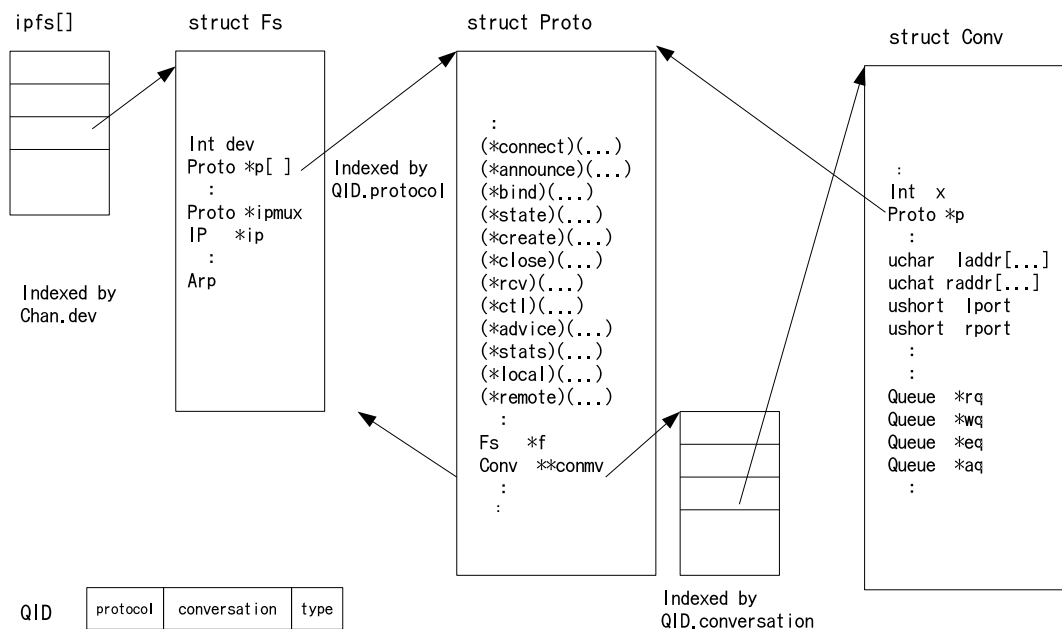 ipfs[]
Indexed by
Chan.dev
struct Fs
Int dev
Proto *p[ ]
:
Proto *ipmux
IP *ip
:
Arp
Indexed by
QID.protocol
struct Proto
:
(*connect)(...)
(*announce)(...)
(*bind)(...)
(*state)(...)
(*create)(...)
(*close)(...)
(*rcv)(...)
(*ctl)(...)
(*advice)(...)
(*stats)(...)
(*local)(...)
(*remote)(...)
:
Fs *f
Conv **conmv
:
:
Indexed by
QID.conversation
struct Conv
:
Int x
Proto *p
:
uchar laddr[...]
uchat raddr[...]
ushort lport
ushort rport
:
:
Queue *rq
Queue *wq
Queue *eq
Queue *aq
:
QID protocol conversation type